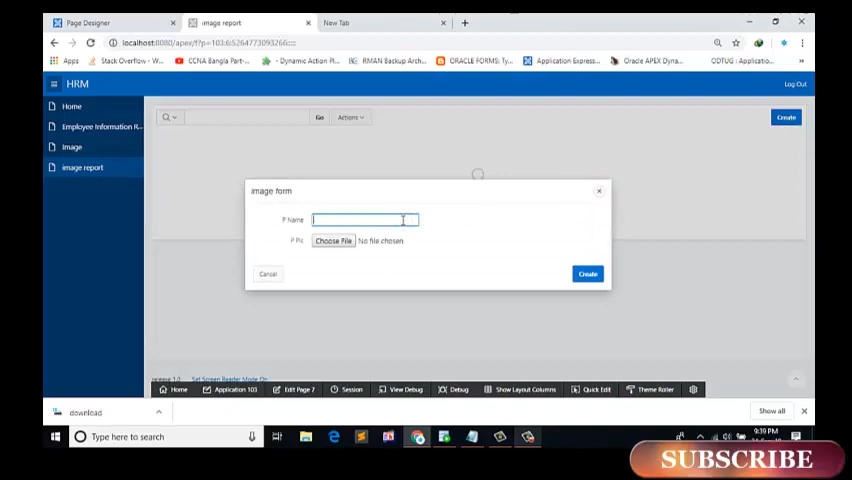 Page Designer
image report
New Tab
localhost:8080/apex/f?p=103:6:5264773093266::::
Apps
Stack Overflow - W...
CCNA Bangla Part-...
- Dynamic Action Pl...
RMAN Backup Arch...
ORACLE FORMS: Ty...
Application Express...
Oracle APEX Dyna...
ODTUG : Applicatio...
HRM
Log Out
Home
Employee Information R...
Image
image report
Go
Actions
Create
image form
P Name
P Pic
Choose File
No file chosen
Cancel
Create
release 1.0
Set Screen Reader Mode On
Home
Application 103
Edit Page 7
Session
View Debug
Debug
Show Layout Columns
Quick Edit
Theme Roller
download
Show all
Type here to search
9:39 PM
SUBSCRIBE